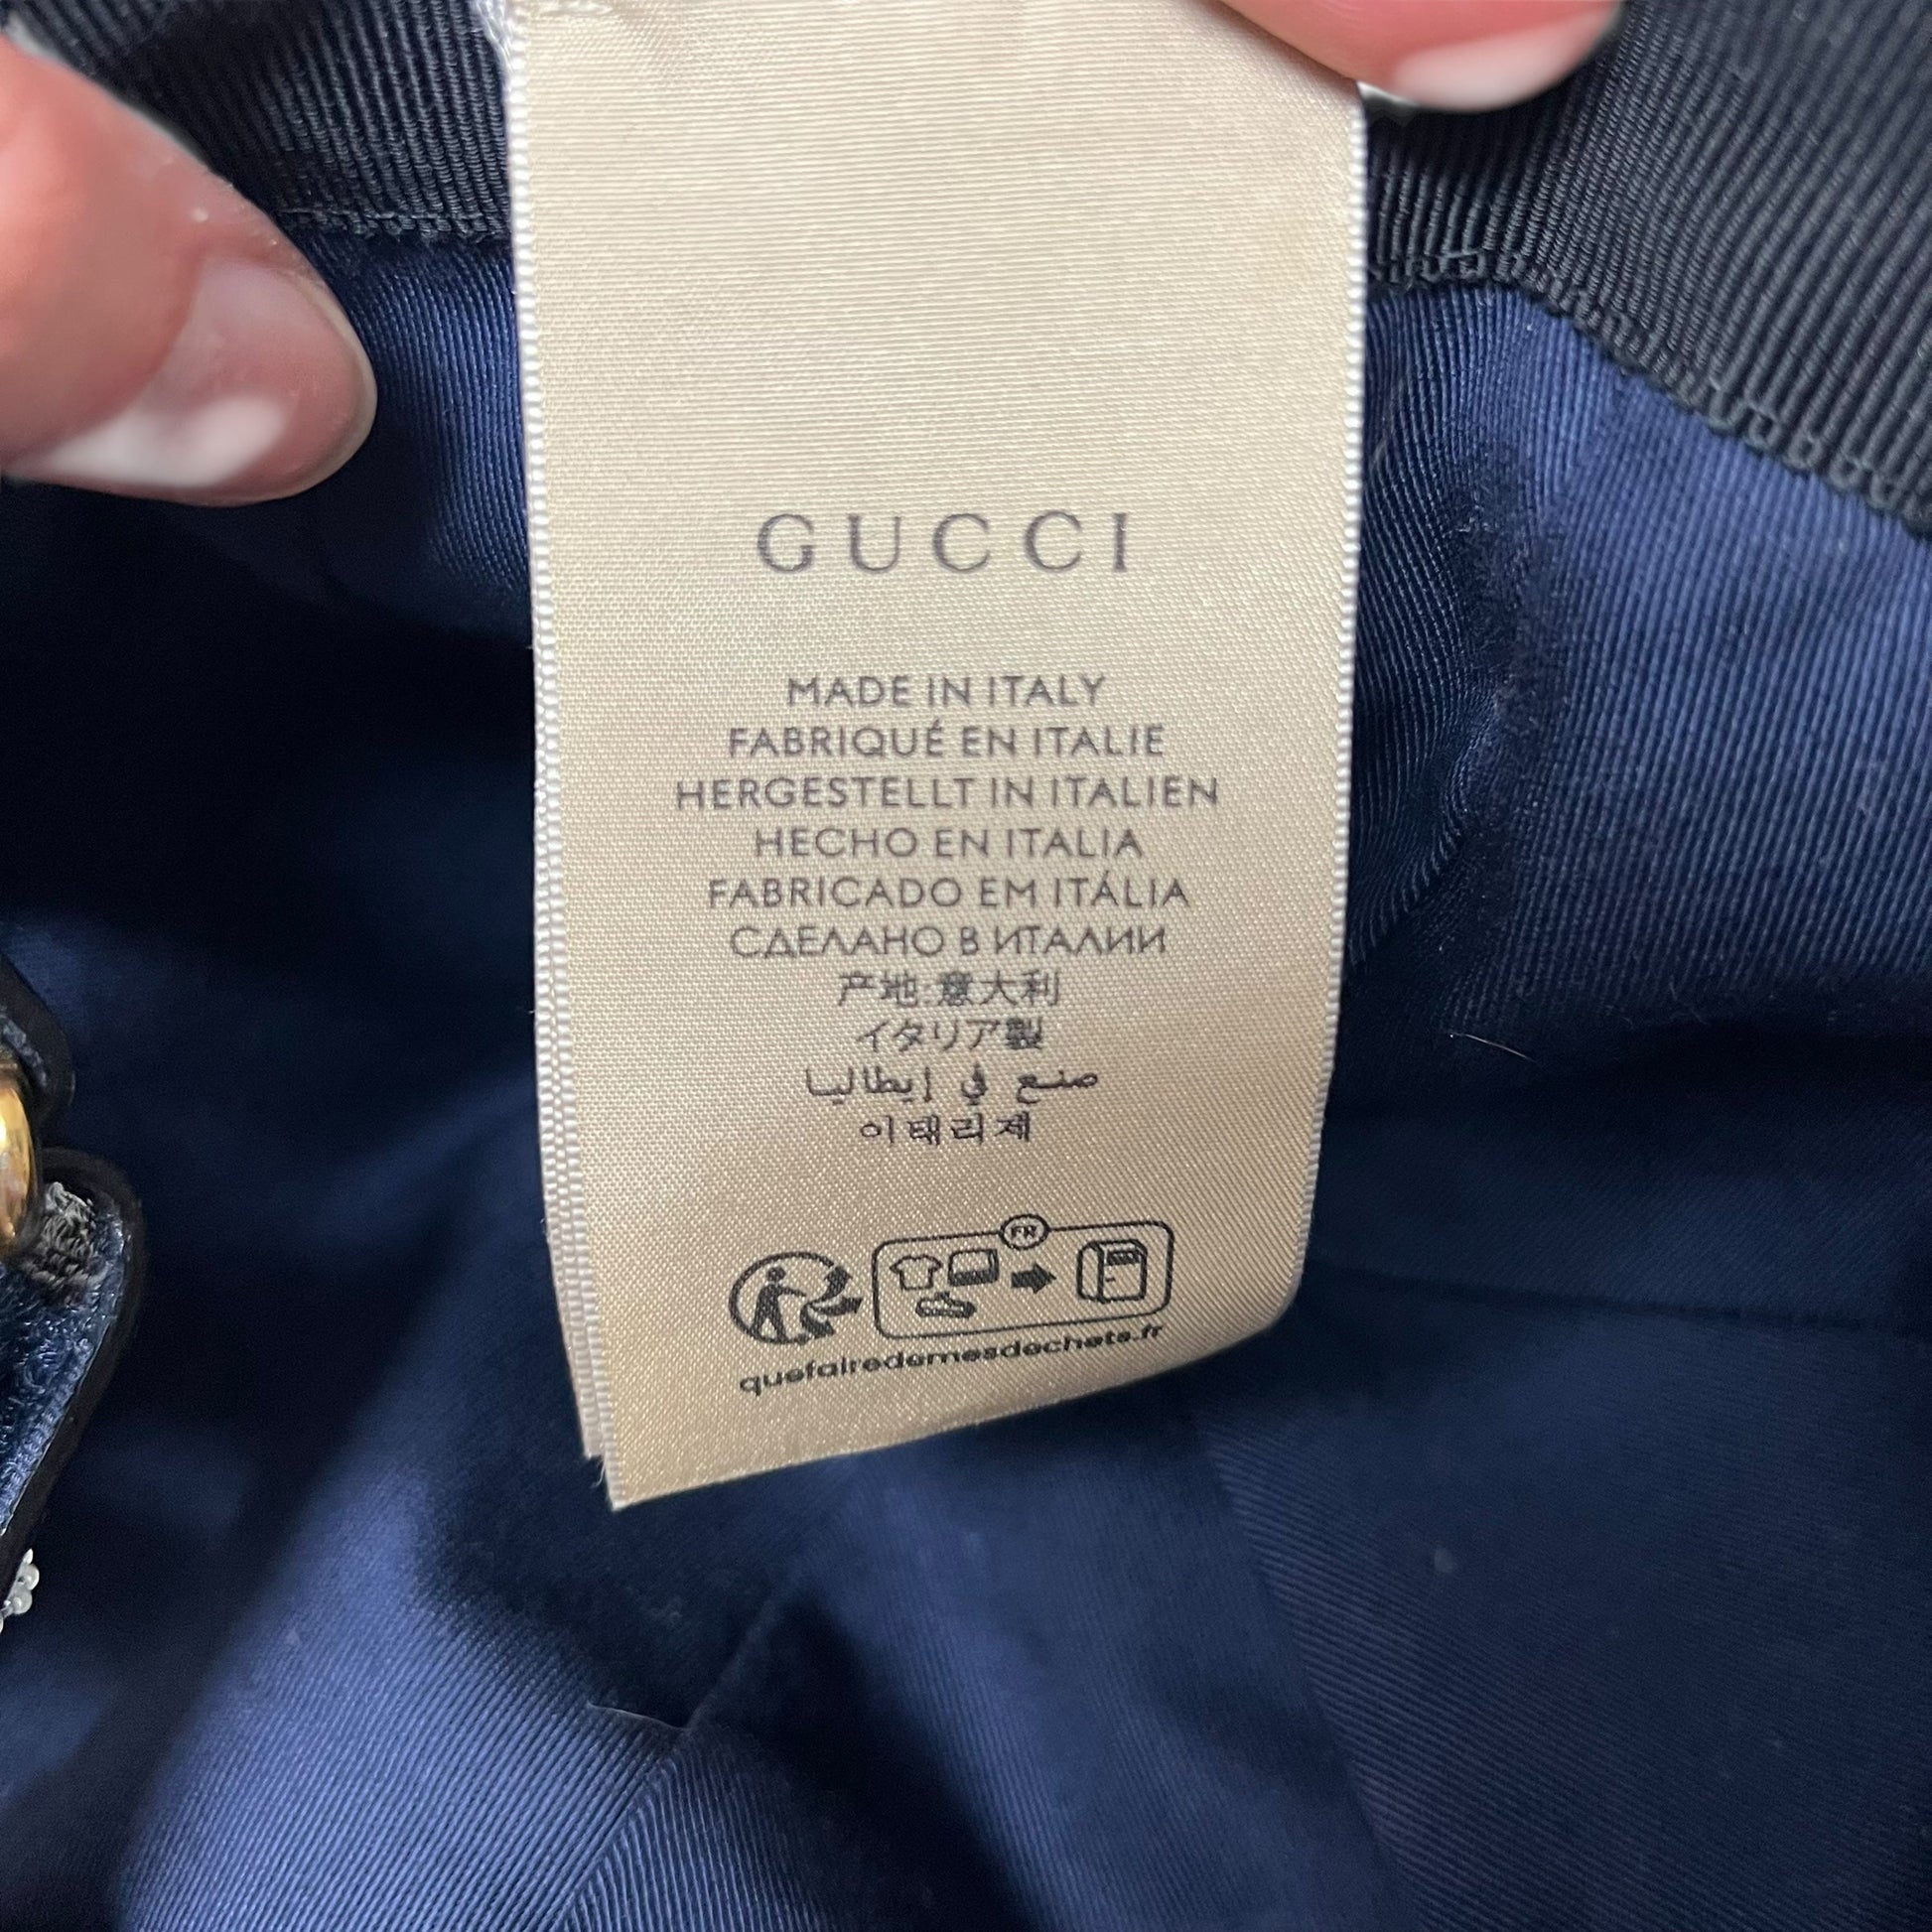 GUCCI
MADE IN ITALY
FABRIQUÉ EN ITALIE
HERGESTELLT IN ITALIEN
HECHO EN ITALIA
FABRICADO EM ITÁLIA
СДЕЛАНО В ИТАЛИИ
产地:意大利
イタリア製
صنع في إيطاليا
이태리제
FR
quefairedemesdechets.fr